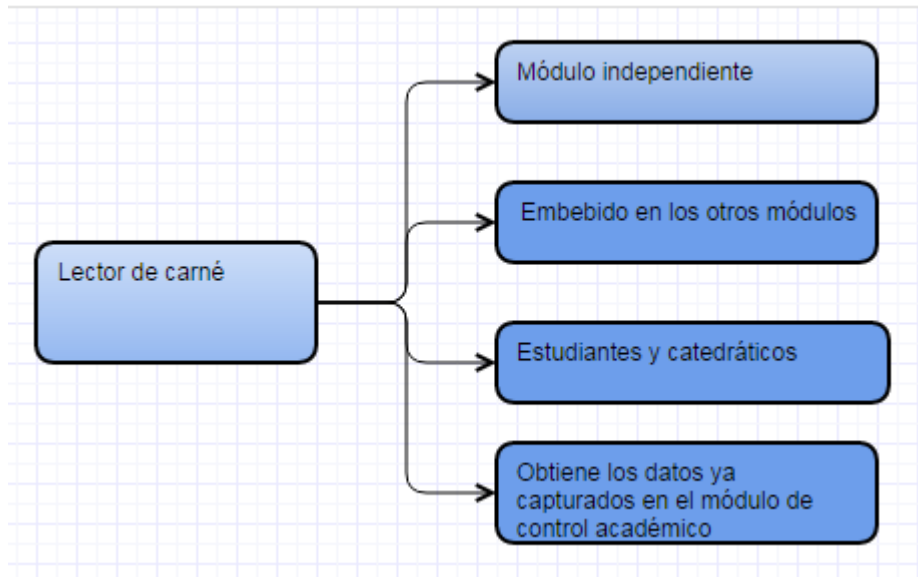 Módulo independiente
Embebido en los otros módulos
Lector de carné
Estudiantes y catedráticos
Obtiene los datos ya
capturados en el módulo de
control académico